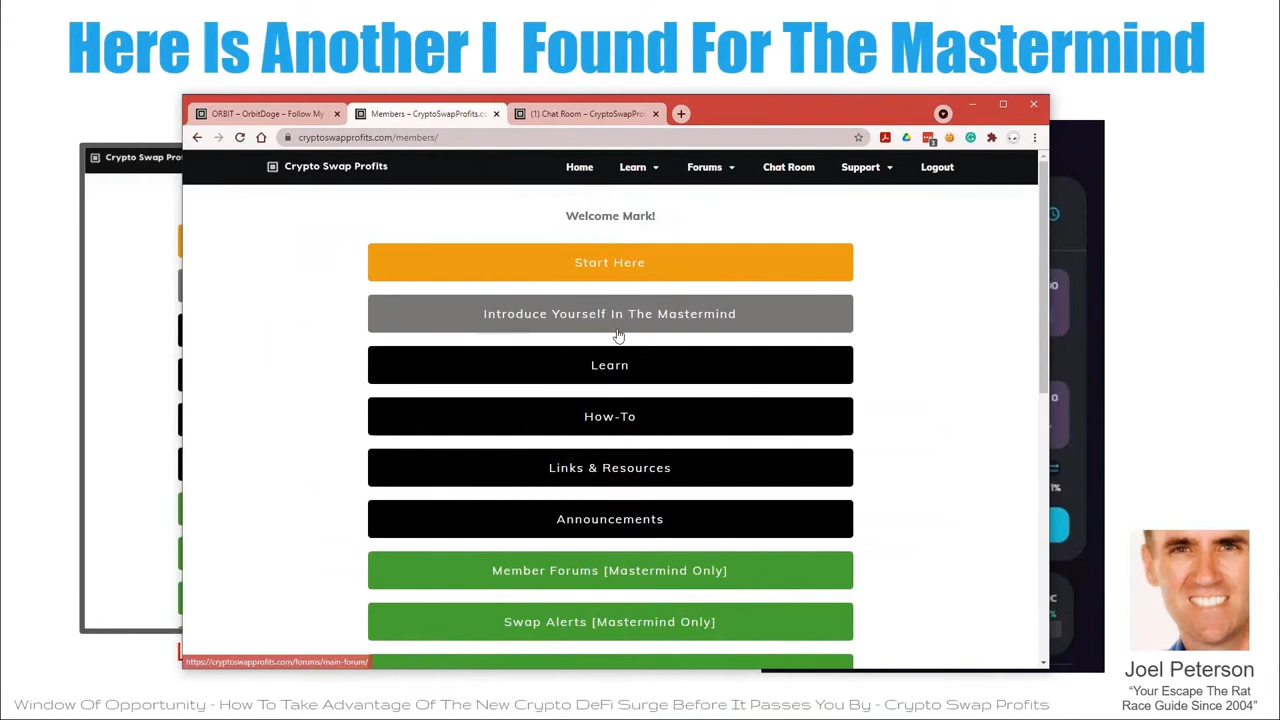 Here Is Another I Found For The Mastermind
ORBIT – OrbitDoge – Follow My
Members – CryptoSwapProfits.co
(1) Chat Room – CryptoSwapProf
cryptoswapprofits.com/members/
Crypto Swap Prof
Crypto Swap Profits
Home
Learn
Forums
Chat Room
Support
Logout
Welcome Mark!
Start Here
Introduce Yourself In The Mastermind
Learn
How-To
Links & Resources
Announcements
Member Forums [Mastermind Only]
Swap Alerts [Mastermind Only]
https://cryptoswapprofits.com/forums/main-forum/
Joel Peterson
“Your Escape The Rat
Race Guide Since 2004”
Window Of Opportunity - How To Take Advantage Of The New Crypto DeFi Surge Before It Passes You By - Crypto Swap Profits